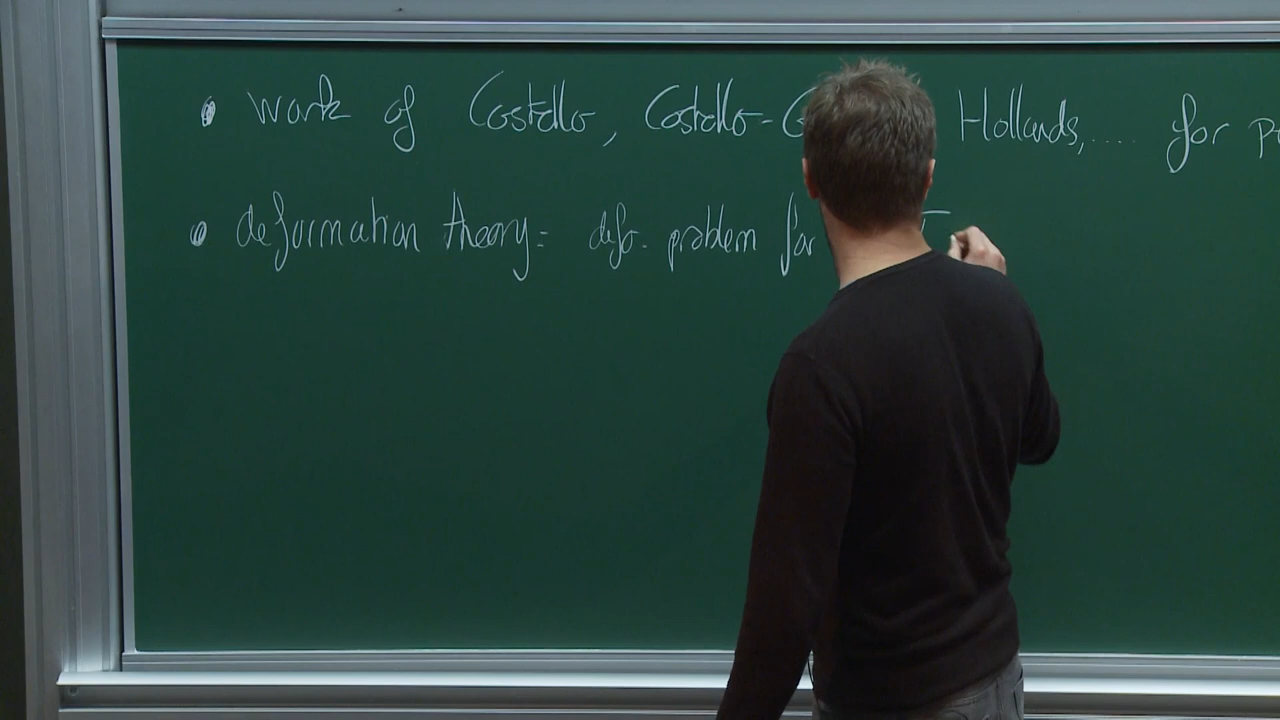 • work of Costello, Costello-G Hollands,.... for p
• deformation theory= defo. problem for